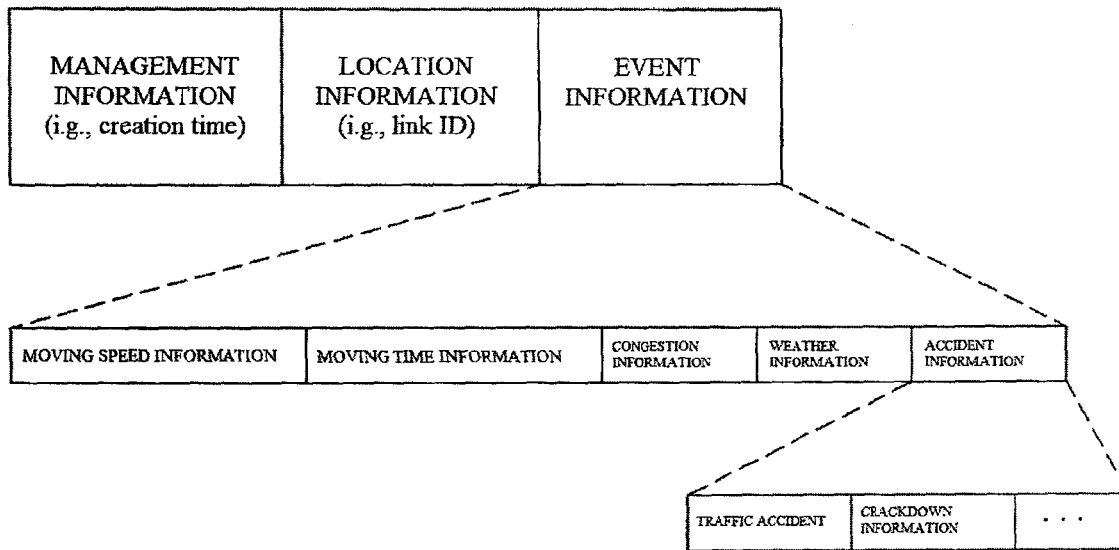 MANAGEMENT
INFORMATION
(i.g., creation time)
LOCATION
INFORMATION
(i.g., link ID)
EVENT
INFORMATION
MOVING SPEED INFORMATION
MOVING TIME INFORMATION
CONGESTION
INFORMATION
WEATHER
INFORMATION
ACCIDENT
INFORMATION
TRAFFIC ACCIDENT
CRACKDOWN
INFORMATION
. . .